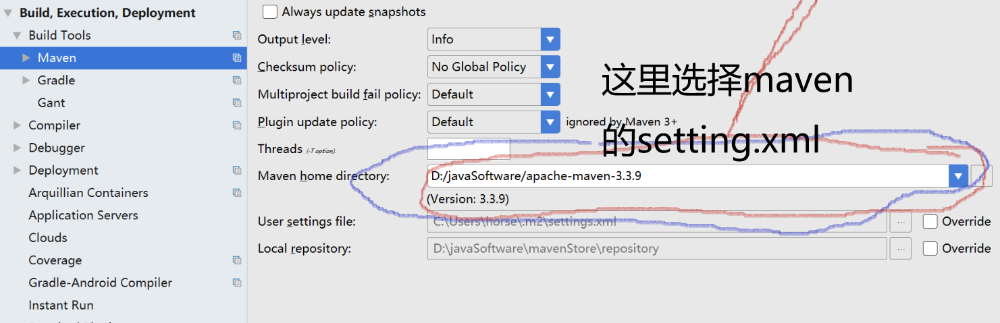 Build, Execution, Deployment
Build Tools
Maven
Gradle
Gant
Compiler
Debugger
Deployment
Arquillian Containers
Application Servers
Clouds
Coverage
Gradle-Android Compiler
Instant Run
Always update snapshots
Output level: Info
Checksum policy: No Global Policy
Multiproject build fail policy: Default
Plugin update policy: Default ignored by Maven 3+
Threads (-T option).
Maven home directory: D:/javaSoftware/apache-maven-3.3.9
(Version: 3.3.9)
User settings file: C:\Users\horse\.m2\settings.xml ... Override
Local repository: D:\javaSoftware\mavenStore\repository ... Override
这里选择maven
的setting.xml